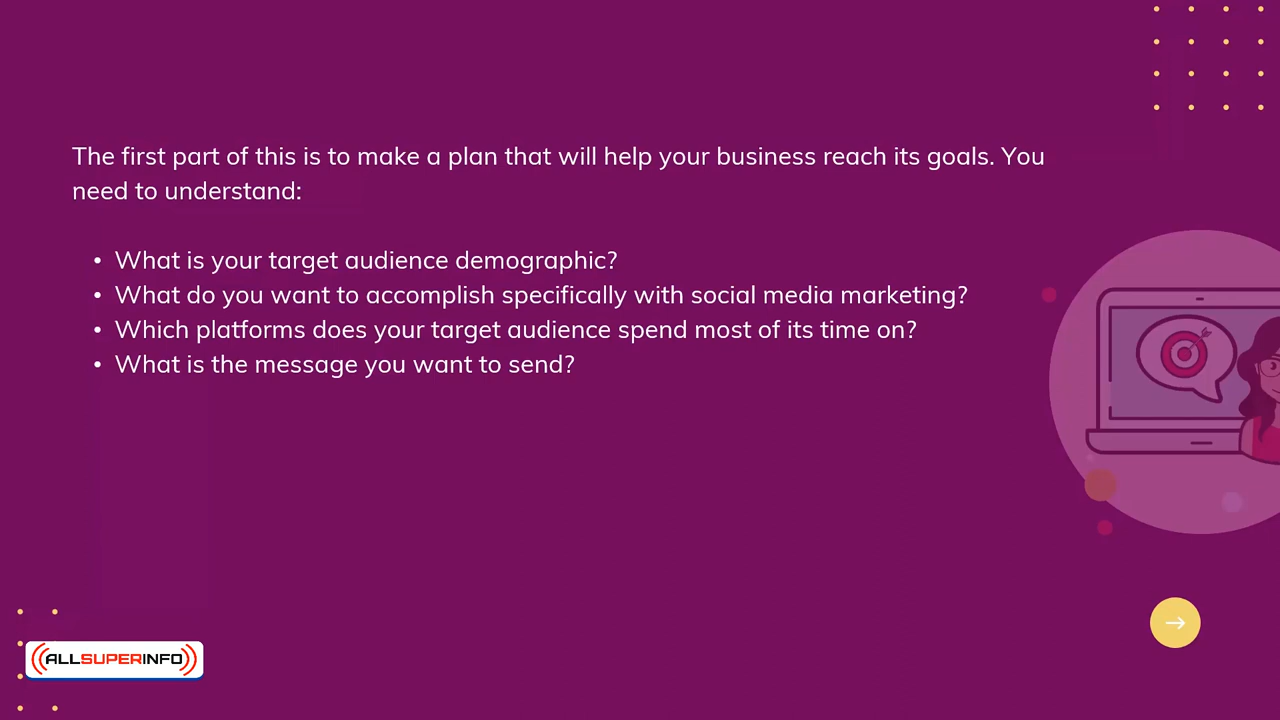 The first part of this is to make a plan that will help your business reach its goals. You
need to understand:
• What is your target audience demographic?
• What do you want to accomplish specifically with social media marketing?
• Which platforms does your target audience spend most of its time on?
• What is the message you want to send?
ALLSUPERINFO